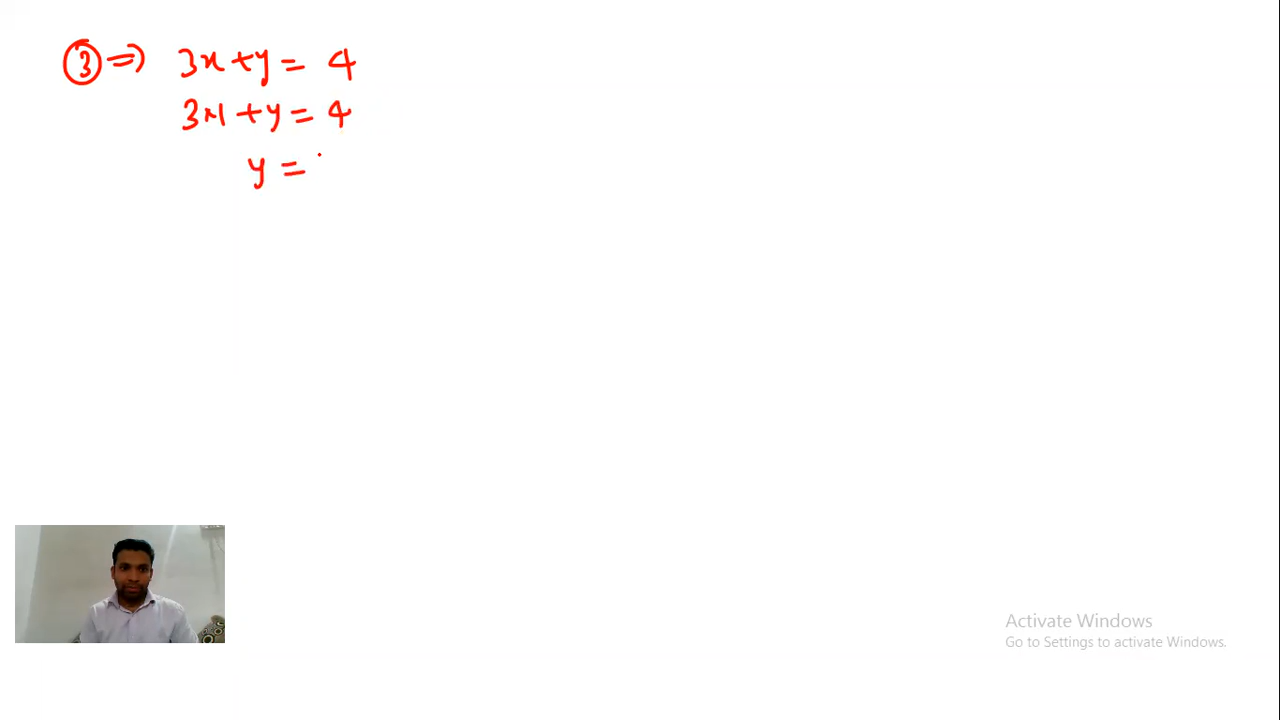 ③ ⇒ 3x + y = 4
3×1 + y = 4
y =
Activate Windows
Go to Settings to activate Windows.